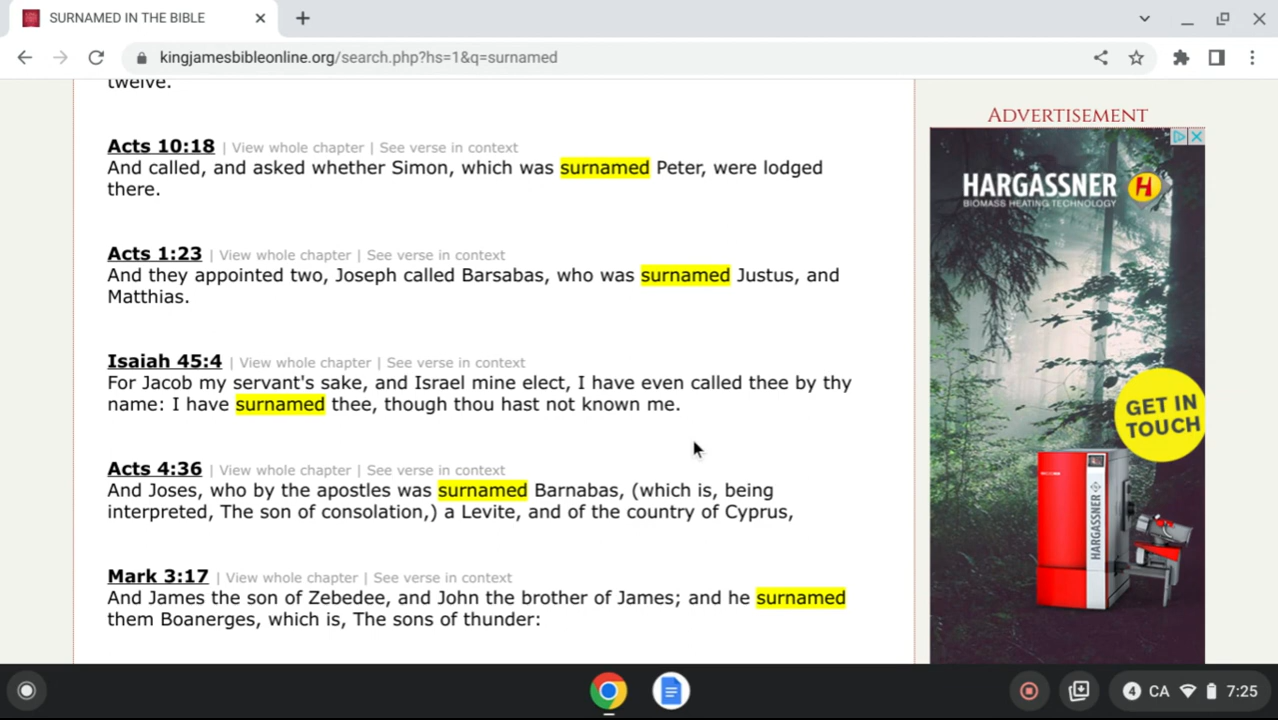 SURNAMED IN THE BIBLE
kingjamesbibleonline.org/search.php?hs=1&q=surnamed
twelve.
Acts 10:18 | View whole chapter | See verse in context
And called, and asked whether Simon, which was surnamed Peter, were lodged
there.
Acts 1:23 | View whole chapter | See verse in context
And they appointed two, Joseph called Barsabas, who was surnamed Justus, and
Matthias.
Isaiah 45:4 | View whole chapter | See verse in context
For Jacob my servant's sake, and Israel mine elect, I have even called thee by thy
name: I have surnamed thee, though thou hast not known me.
Acts 4:36 | View whole chapter | See verse in context
And Joses, who by the apostles was surnamed Barnabas, (which is, being
interpreted, The son of consolation,) a Levite, and of the country of Cyprus,
Mark 3:17 | View whole chapter | See verse in context
And James the son of Zebedee, and John the brother of James; and he surnamed
them Boanerges, which is, The sons of thunder:
ADVERTISEMENT
HARGASSNER H
BIOMASS HEATING TECHNOLOGY
GET IN
TOUCH
HARGASSNER
4 CA 7:25